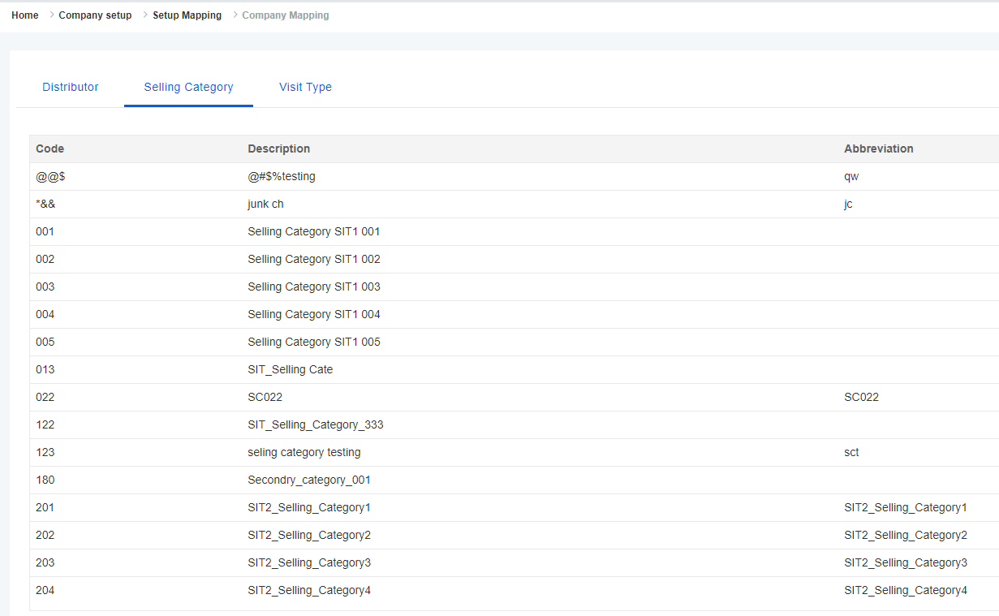 Home > Company setup > Setup Mapping > Company Mapping
Distributor Selling Category Visit Type
Code Description Abbreviation
@@$ @#$%testing qw
*&& junk ch jc
001 Selling Category SIT1 001
002 Selling Category SIT1 002
003 Selling Category SIT1 003
004 Selling Category SIT1 004
005 Selling Category SIT1 005
013 SIT_Selling Cate
022 SC022 SC022
122 SIT_Selling_Category_333
123 seling category testing sct
180 Secondry_category_001
201 SIT2_Selling_Category1 SIT2_Selling_Category1
202 SIT2_Selling_Category2 SIT2_Selling_Category2
203 SIT2_Selling_Category3 SIT2_Selling_Category3
204 SIT2_Selling_Category4 SIT2_Selling_Category4